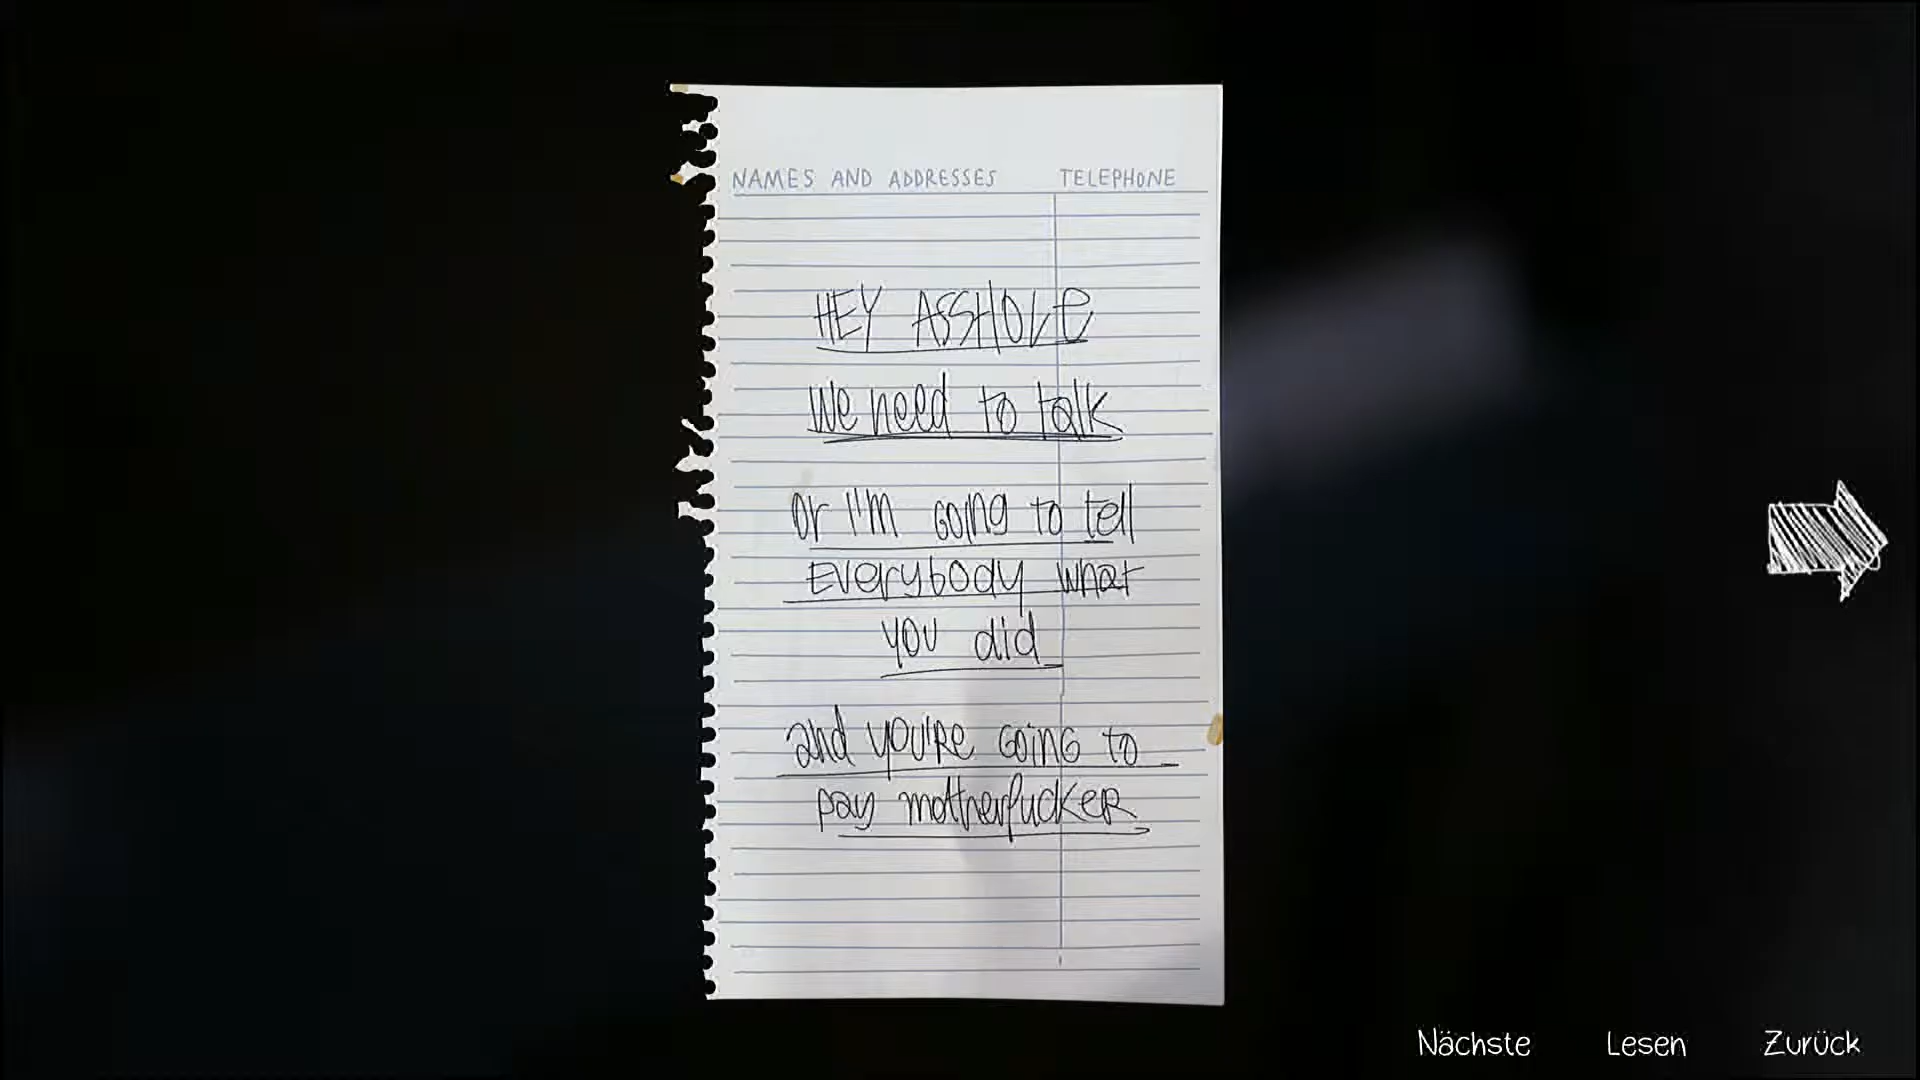 NAMES AND ADDRESSES TELEPHONE
HEY ASSHOLE
We need to talk
or I'm going to tell
Everybody what
you did
and you're going to
pay motherfucker
Nächste Lesen Zurück